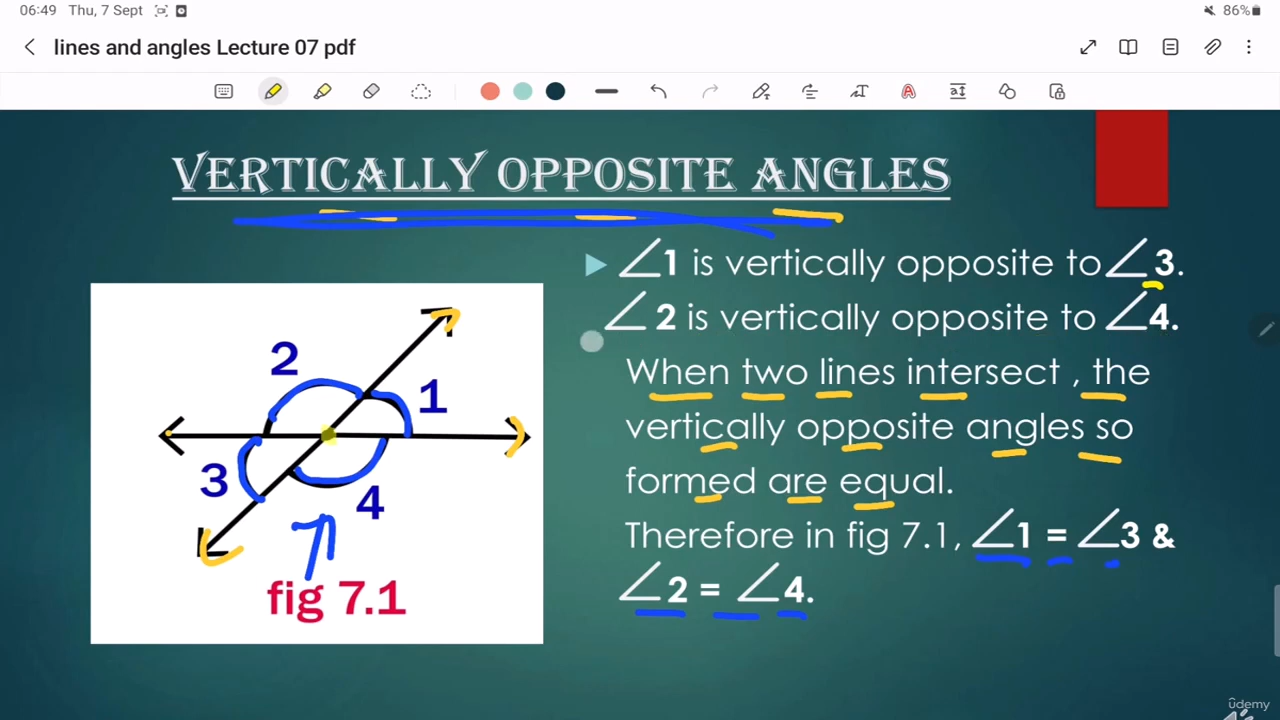 06:49 Thu, 7 Sept
86%
lines and angles Lecture 07 pdf
VERTICALLY OPPOSITE ANGLES
∠1 is vertically opposite to ∠3.
∠2 is vertically opposite to ∠4.
When two lines intersect , the
vertically opposite angles so
formed are equal.
Therefore in fig 7.1, ∠1 = ∠3 &
∠2 = ∠4.
2
1
3
4
fig 7.1
ûdemy